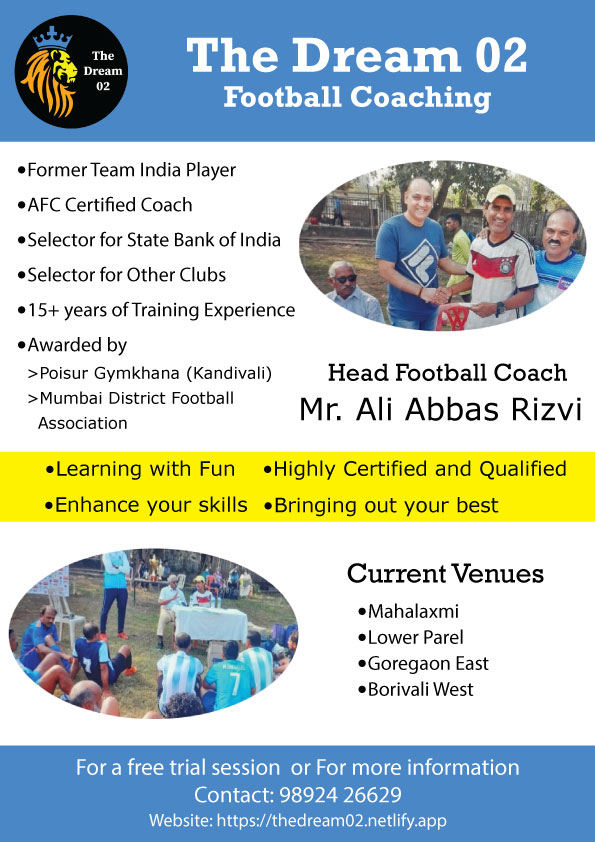 The
Dream
02
The Dream 02
Football Coaching
•Former Team India Player
•AFC Certified Coach
•Selector for State Bank of India
•Selector for Other Clubs
•15+ years of Training Experience
•Awarded by
>Poisur Gymkhana (Kandivali)
>Mumbai District Football
Association
Head Football Coach
Mr. Ali Abbas Rizvi
•Learning with Fun •Highly Certified and Qualified
•Enhance your skills •Bringing out your best
7
Current Venues
•Mahalaxmi
•Lower Parel
•Goregaon East
•Borivali West
For a free trial session or For more information
Contact: 98924 26629
Website: https://thedream02.netlify.app